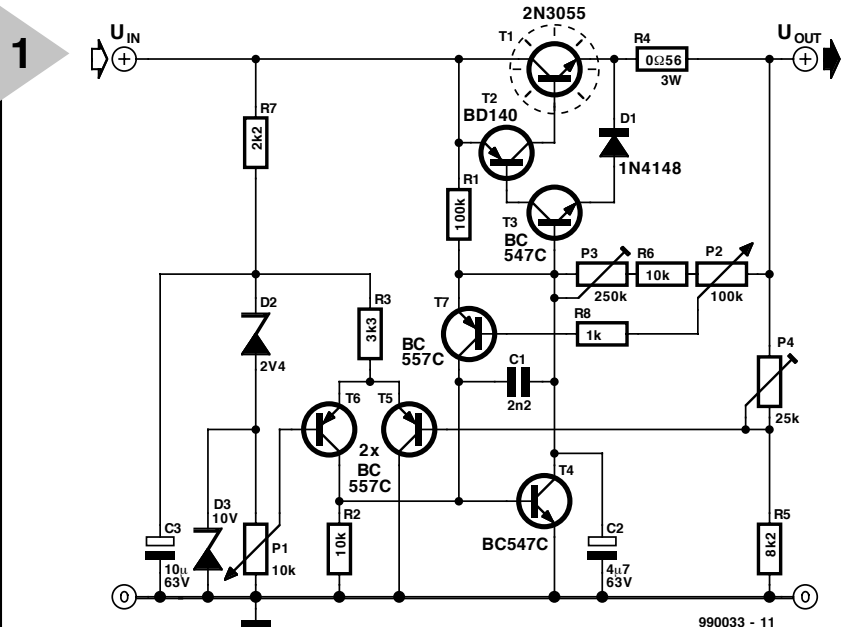 1
U IN
2N3055
T1
R4
0Ω56
3W
U OUT
T2
BD140
R7
2k2
D1
1N4148
R1
100k
T3
BC
547C
P3
250k
R6
10k
P2
100k
D2
2V4
R3
3k3
T7
BC
557C
R8
1k
C1
2n2
P4
25k
T6
T5
2x
BC
557C
T4
BC547C
D3
10V
C3
10µ
63V
P1
10k
R2
10k
C2
4µ7
63V
R5
8k2
0
0
990033 - 11